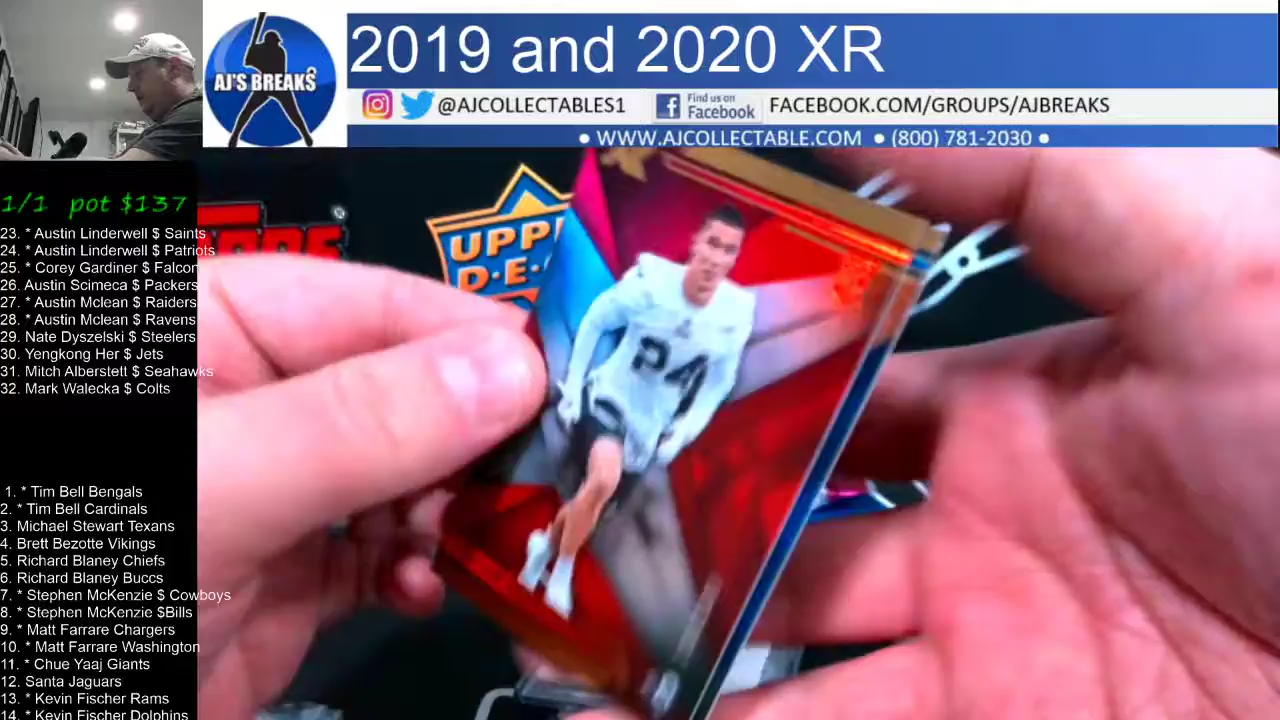 2019 and 2020 XR
AJ'S BREAKS
@AJCOLLECTABLES1
Find us on
Facebook
FACEBOOK.COM/GROUPS/AJBREAKS
• WWW.AJCOLLECTABLE.COM • (800) 781-2030 •
1/1 pot $137
23. * Austin Linderwell $ Saints
24. * Austin Linderwell $ Patriots
25. * Corey Gardiner $ Falcon
26. Austin Scimeca $ Packers
27. * Austin Mclean $ Raiders
28. * Austin Mclean $ Ravens
29. Nate Dyszelski $ Steelers
30. Yengkong Her $ Jets
31. Mitch Alberstett $ Seahawks
32. Mark Walecka $ Colts
1. * Tim Bell Bengals
2. * Tim Bell Cardinals
3. Michael Stewart Texans
4. Brett Bezotte Vikings
5. Richard Blaney Chiefs
6. Richard Blaney Buccs
7. * Stephen McKenzie $ Cowboys
8. * Stephen McKenzie $Bills
9. * Matt Farrare Chargers
10. * Matt Farrare Washington
11. * Chue Yaaj Giants
12. Santa Jaguars
13. * Kevin Fischer Rams
14. * Kevin Fischer Dolphins
UPP
D·E·
24